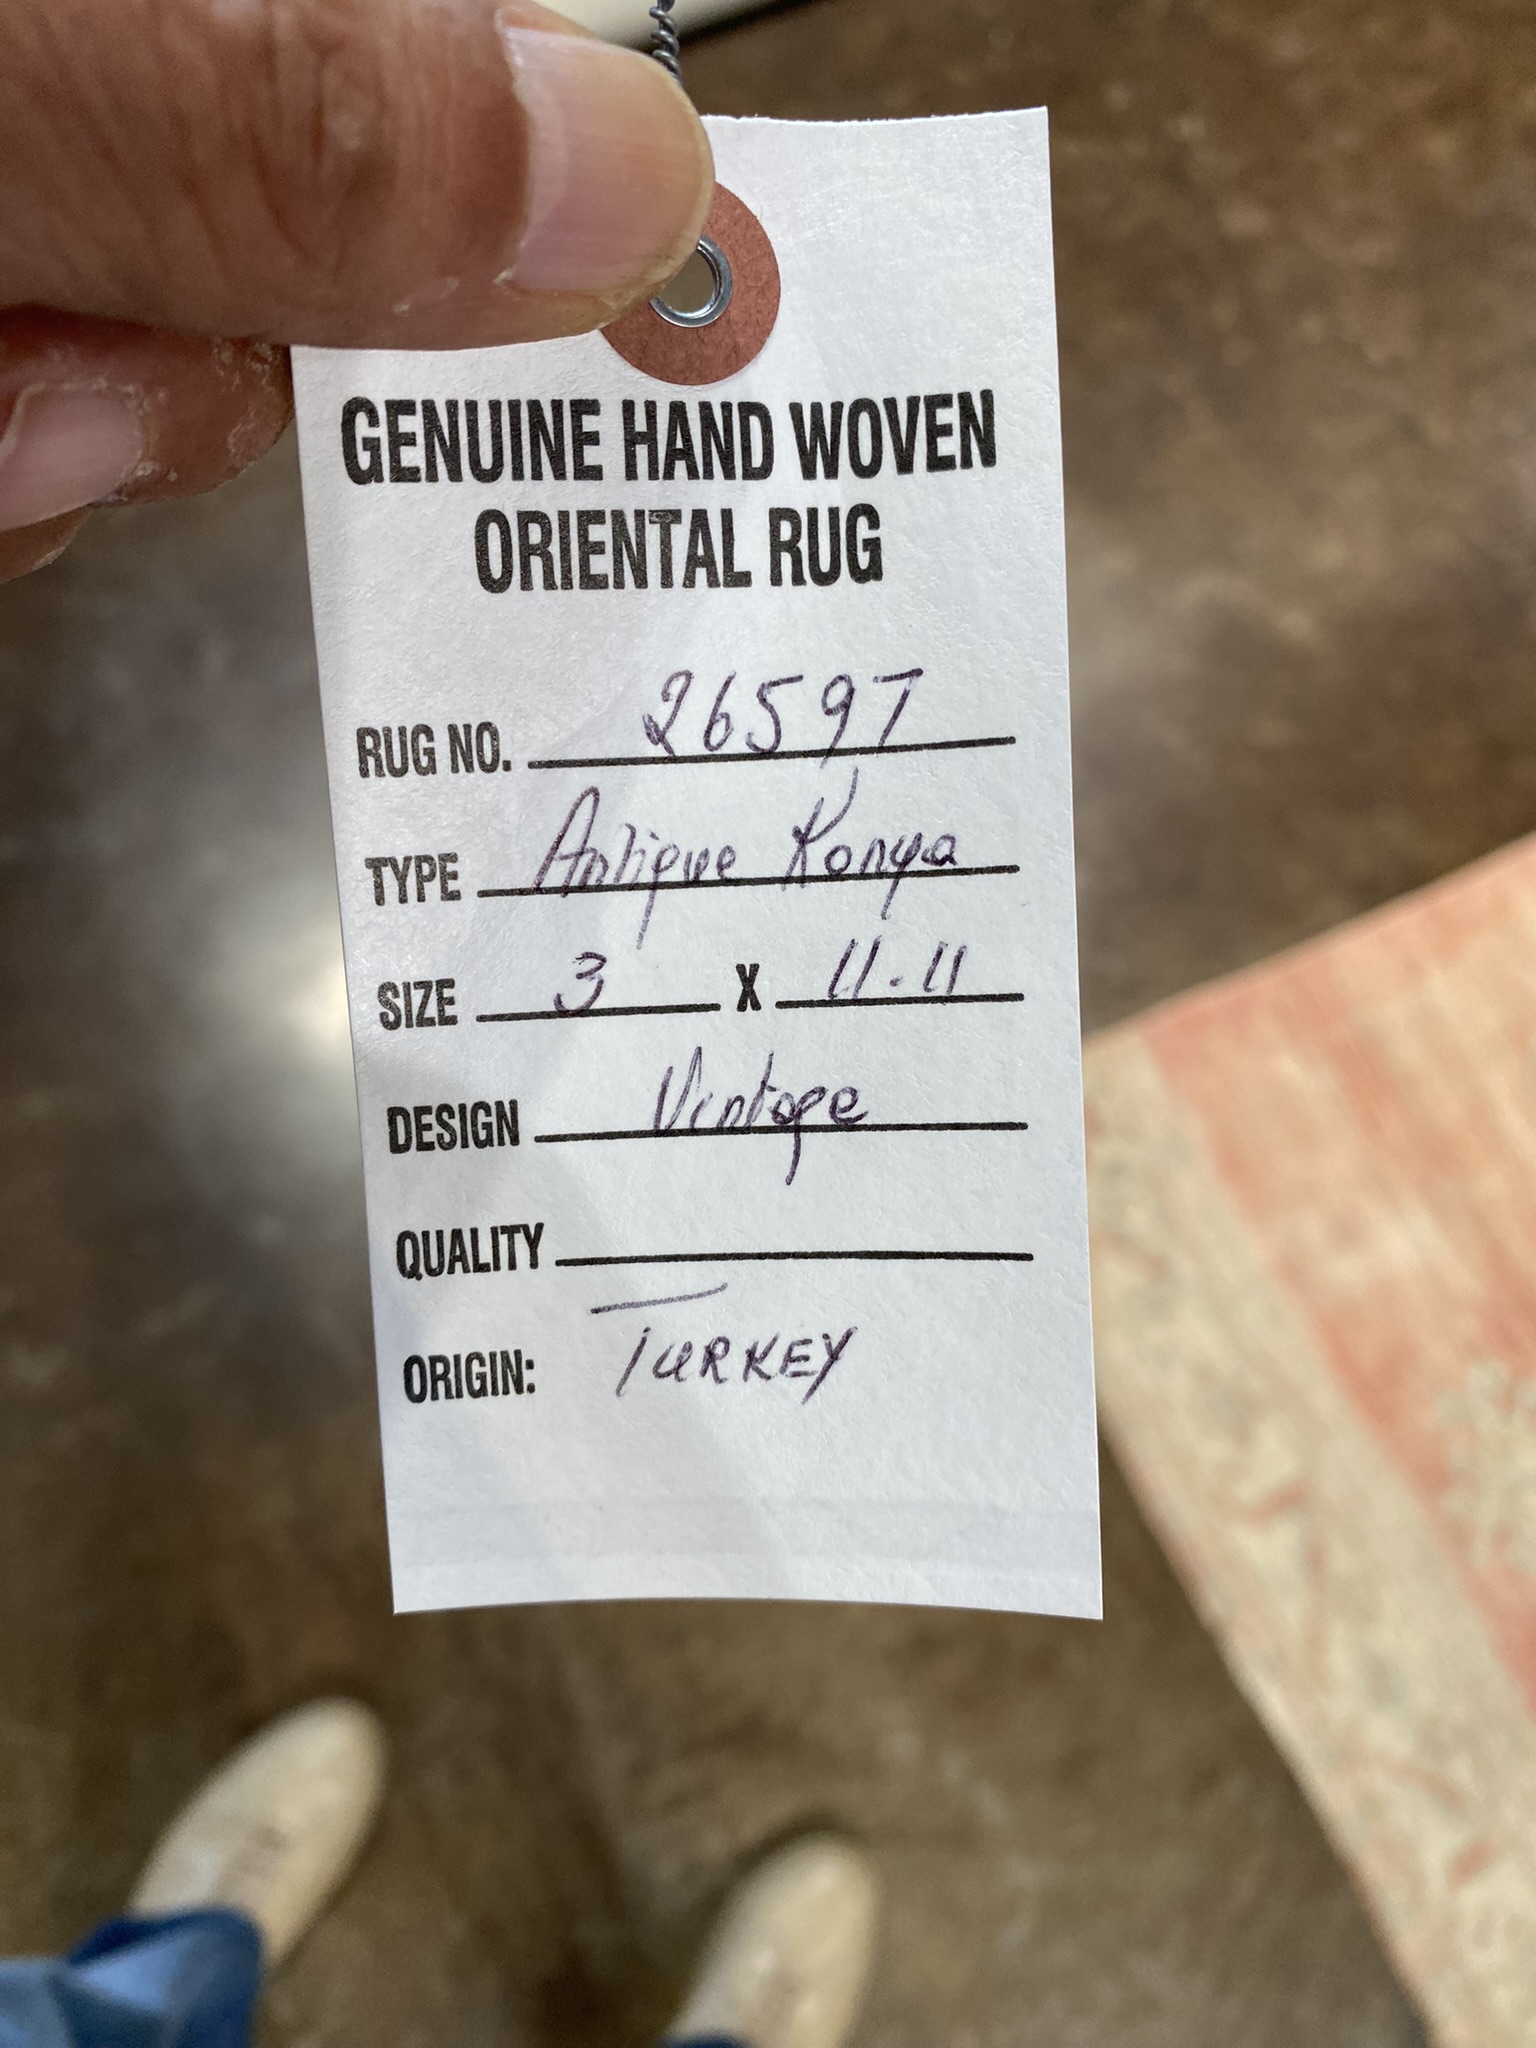 GENUINE HAND WOVEN
ORIENTAL RUG
RUG NO. 26597
TYPE Antique Konya
SIZE 3 X 11.11
DESIGN Vintage
QUALITY
ORIGIN: TURKEY